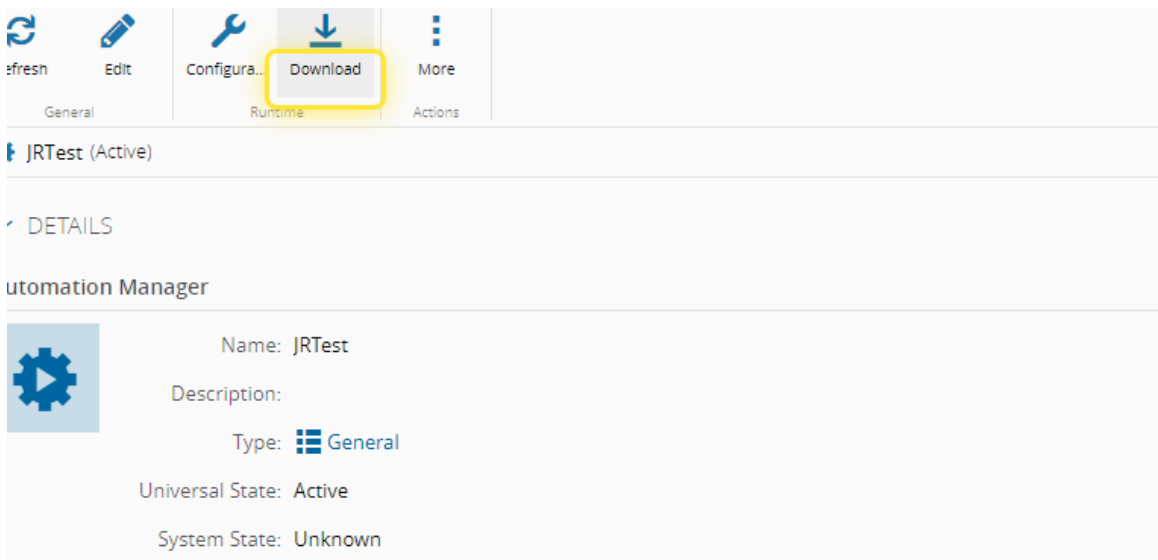 efresh Edit Configura... Download More
General Runtime Actions
JRTest (Active)
DETAILS
utomation Manager
Name: JRTest
Description:
Type: General
Universal State: Active
System State: Unknown